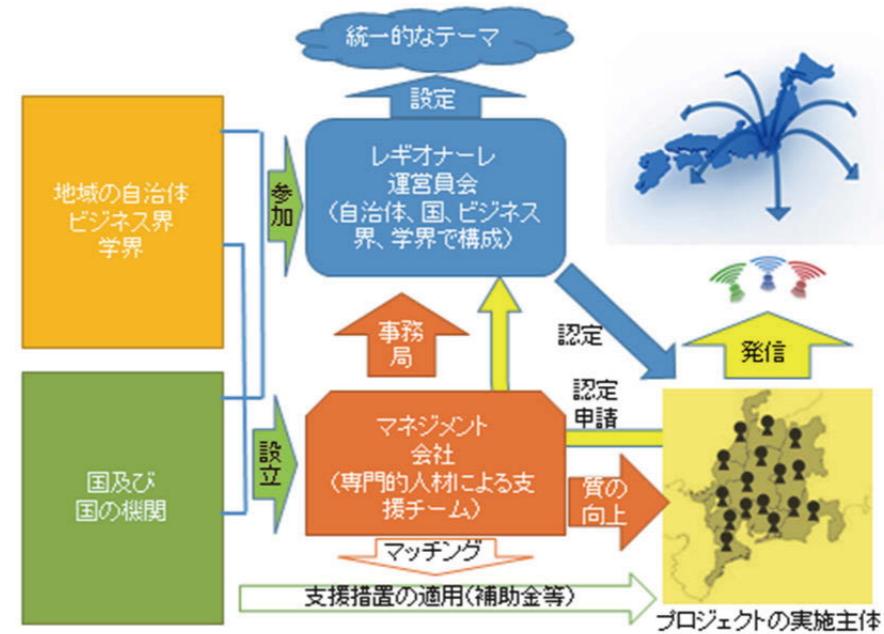 統一的なテーマ
設定
レギオナーレ
運営員会
(自治体、国、ビジネス
界、学界で構成)
地域の自治体
ビジネス界
学界
参加
事務
局
認定
認定
申請
発信
国及び
国の機関
設立
マネジメント
会社
(専門的人材による支
援チーム)
質の
向上
マッチング
支援措置の適用(補助金等)
プロジェクトの実施主体